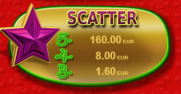 SCATTER
5 160.00 EUR
4 8.00 EUR
3 1.60 EUR